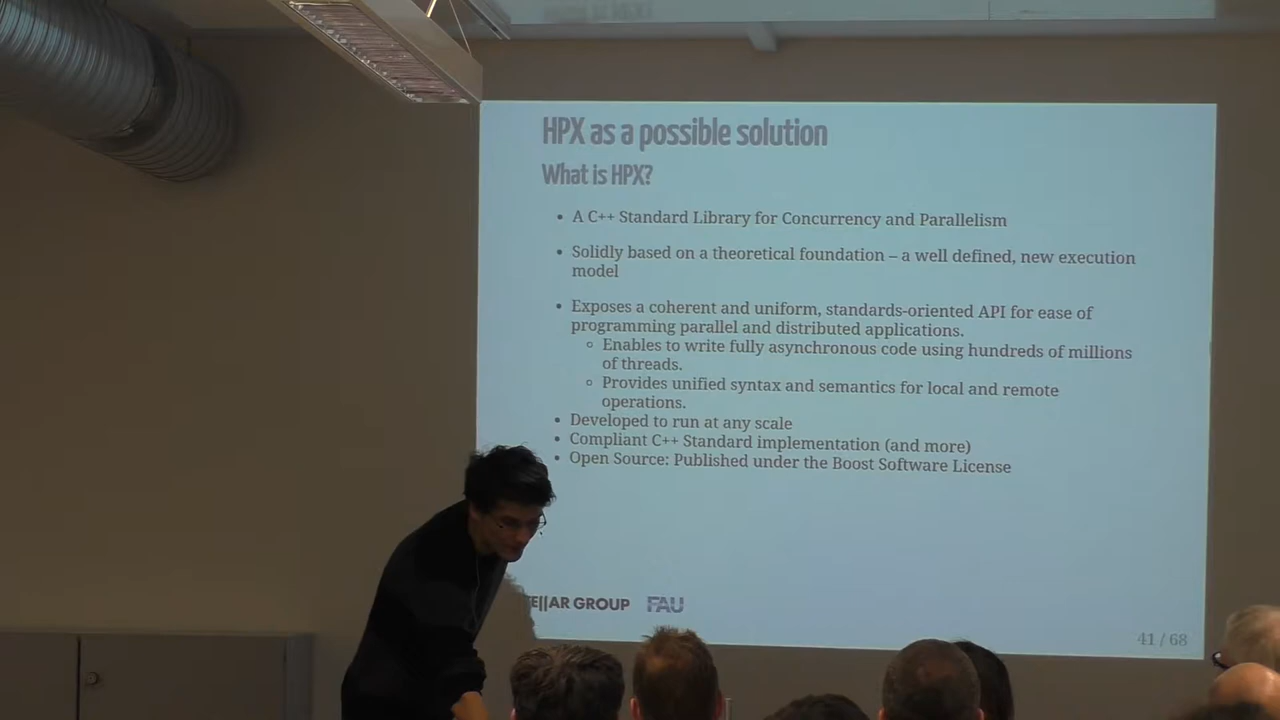 HPX as a possible solution
What is HPX?
• A C++ Standard Library for Concurrency and Parallelism
• Solidly based on a theoretical foundation – a well defined, new execution
model
• Exposes a coherent and uniform, standards-oriented API for ease of
programming parallel and distributed applications.
◦ Enables to write fully asynchronous code using hundreds of millions
of threads.
◦ Provides unified syntax and semantics for local and remote
operations.
• Developed to run at any scale
• Compliant C++ Standard implementation (and more)
• Open Source: Published under the Boost Software License
GROUP FAU
41 / 68